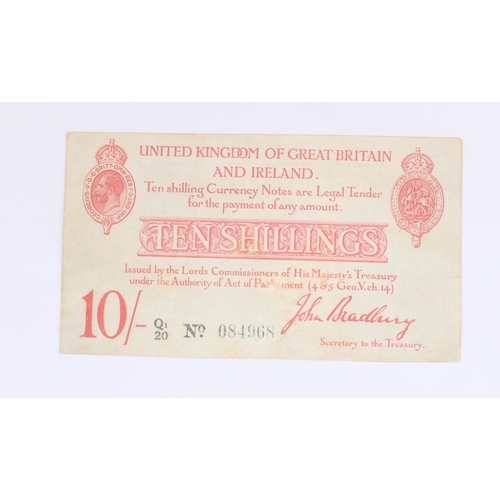 UNITED KINGDOM OF GREAT BRITAIN
AND IRELAND.
Ten shilling Currency Notes are Legal Tender
for the payment of any amount.
TEN SHILLINGS
Issued by the Lords Commissioners of His Majesty's Treasury
under the Authority of Act of Parliament (4 & 5 Geo.V.ch.14)
10/- Q1/20 No 084968
John Bradbury
Secretary to the Treasury.